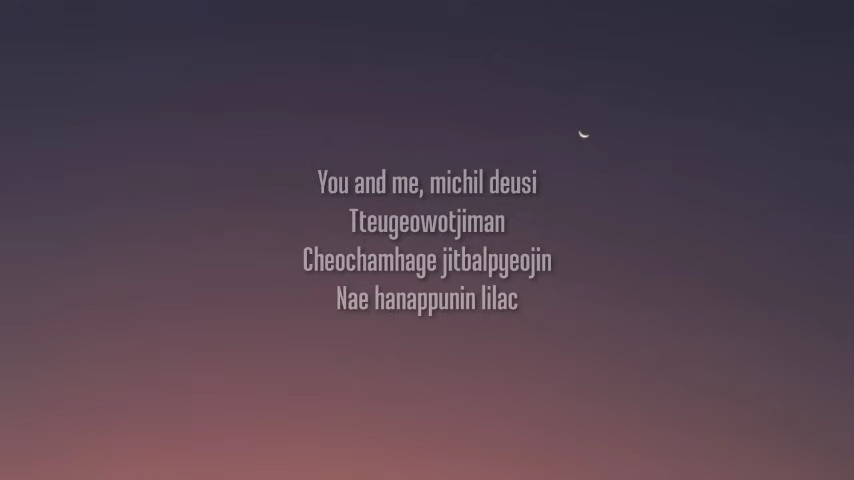 You and me, michil deusi
Tteugeowotjiman
Cheochamhage jitbalpyeojin
Nae hanappunin lilac